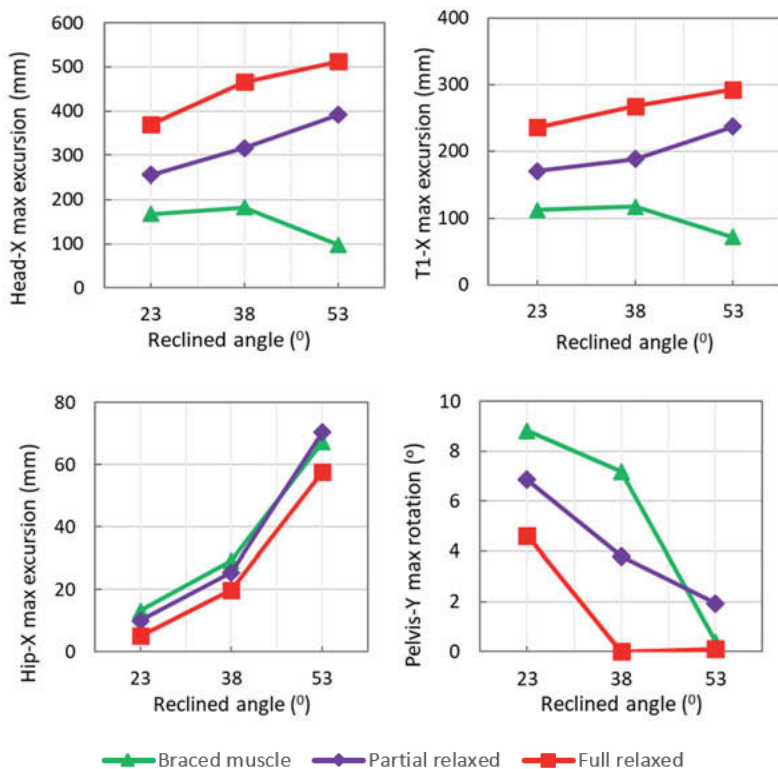 Head-X max excursion (mm)
600
500
400
300
200
100
0
23 38 53
Reclined angle (⁰)
T1-X max excursion (mm)
400
300
200
100
0
23 38 53
Reclined angle (⁰)
Hip-X max excursion (mm)
80
60
40
20
0
23 38 53
Reclined angle (⁰)
Pelvis-Y max rotation (⁰)
10
8
6
4
2
0
23 38 53
Reclined angle (⁰)
Braced muscle Partial relaxed Full relaxed